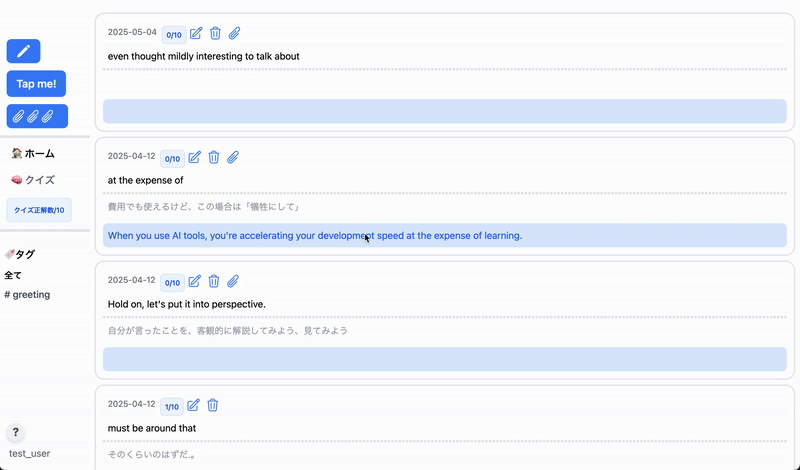 Tap me!
ホーム
クイズ
クイズ正解数/10
タグ
全て
# greeting
?
test_user
2025-05-04 0/10
even thought mildly interesting to talk about
2025-04-12 0/10
at the expense of
費用でも使えるけど、この場合は「犠牲にして」
When you use AI tools, you're accelerating your development speed at the expense of learning.
2025-04-12 0/10
Hold on, let's put it into perspective.
自分が言ったことを、客観的に解説してみよう、見てみよう
2025-04-12 1/10
must be around that
そのくらいのはずだ.。